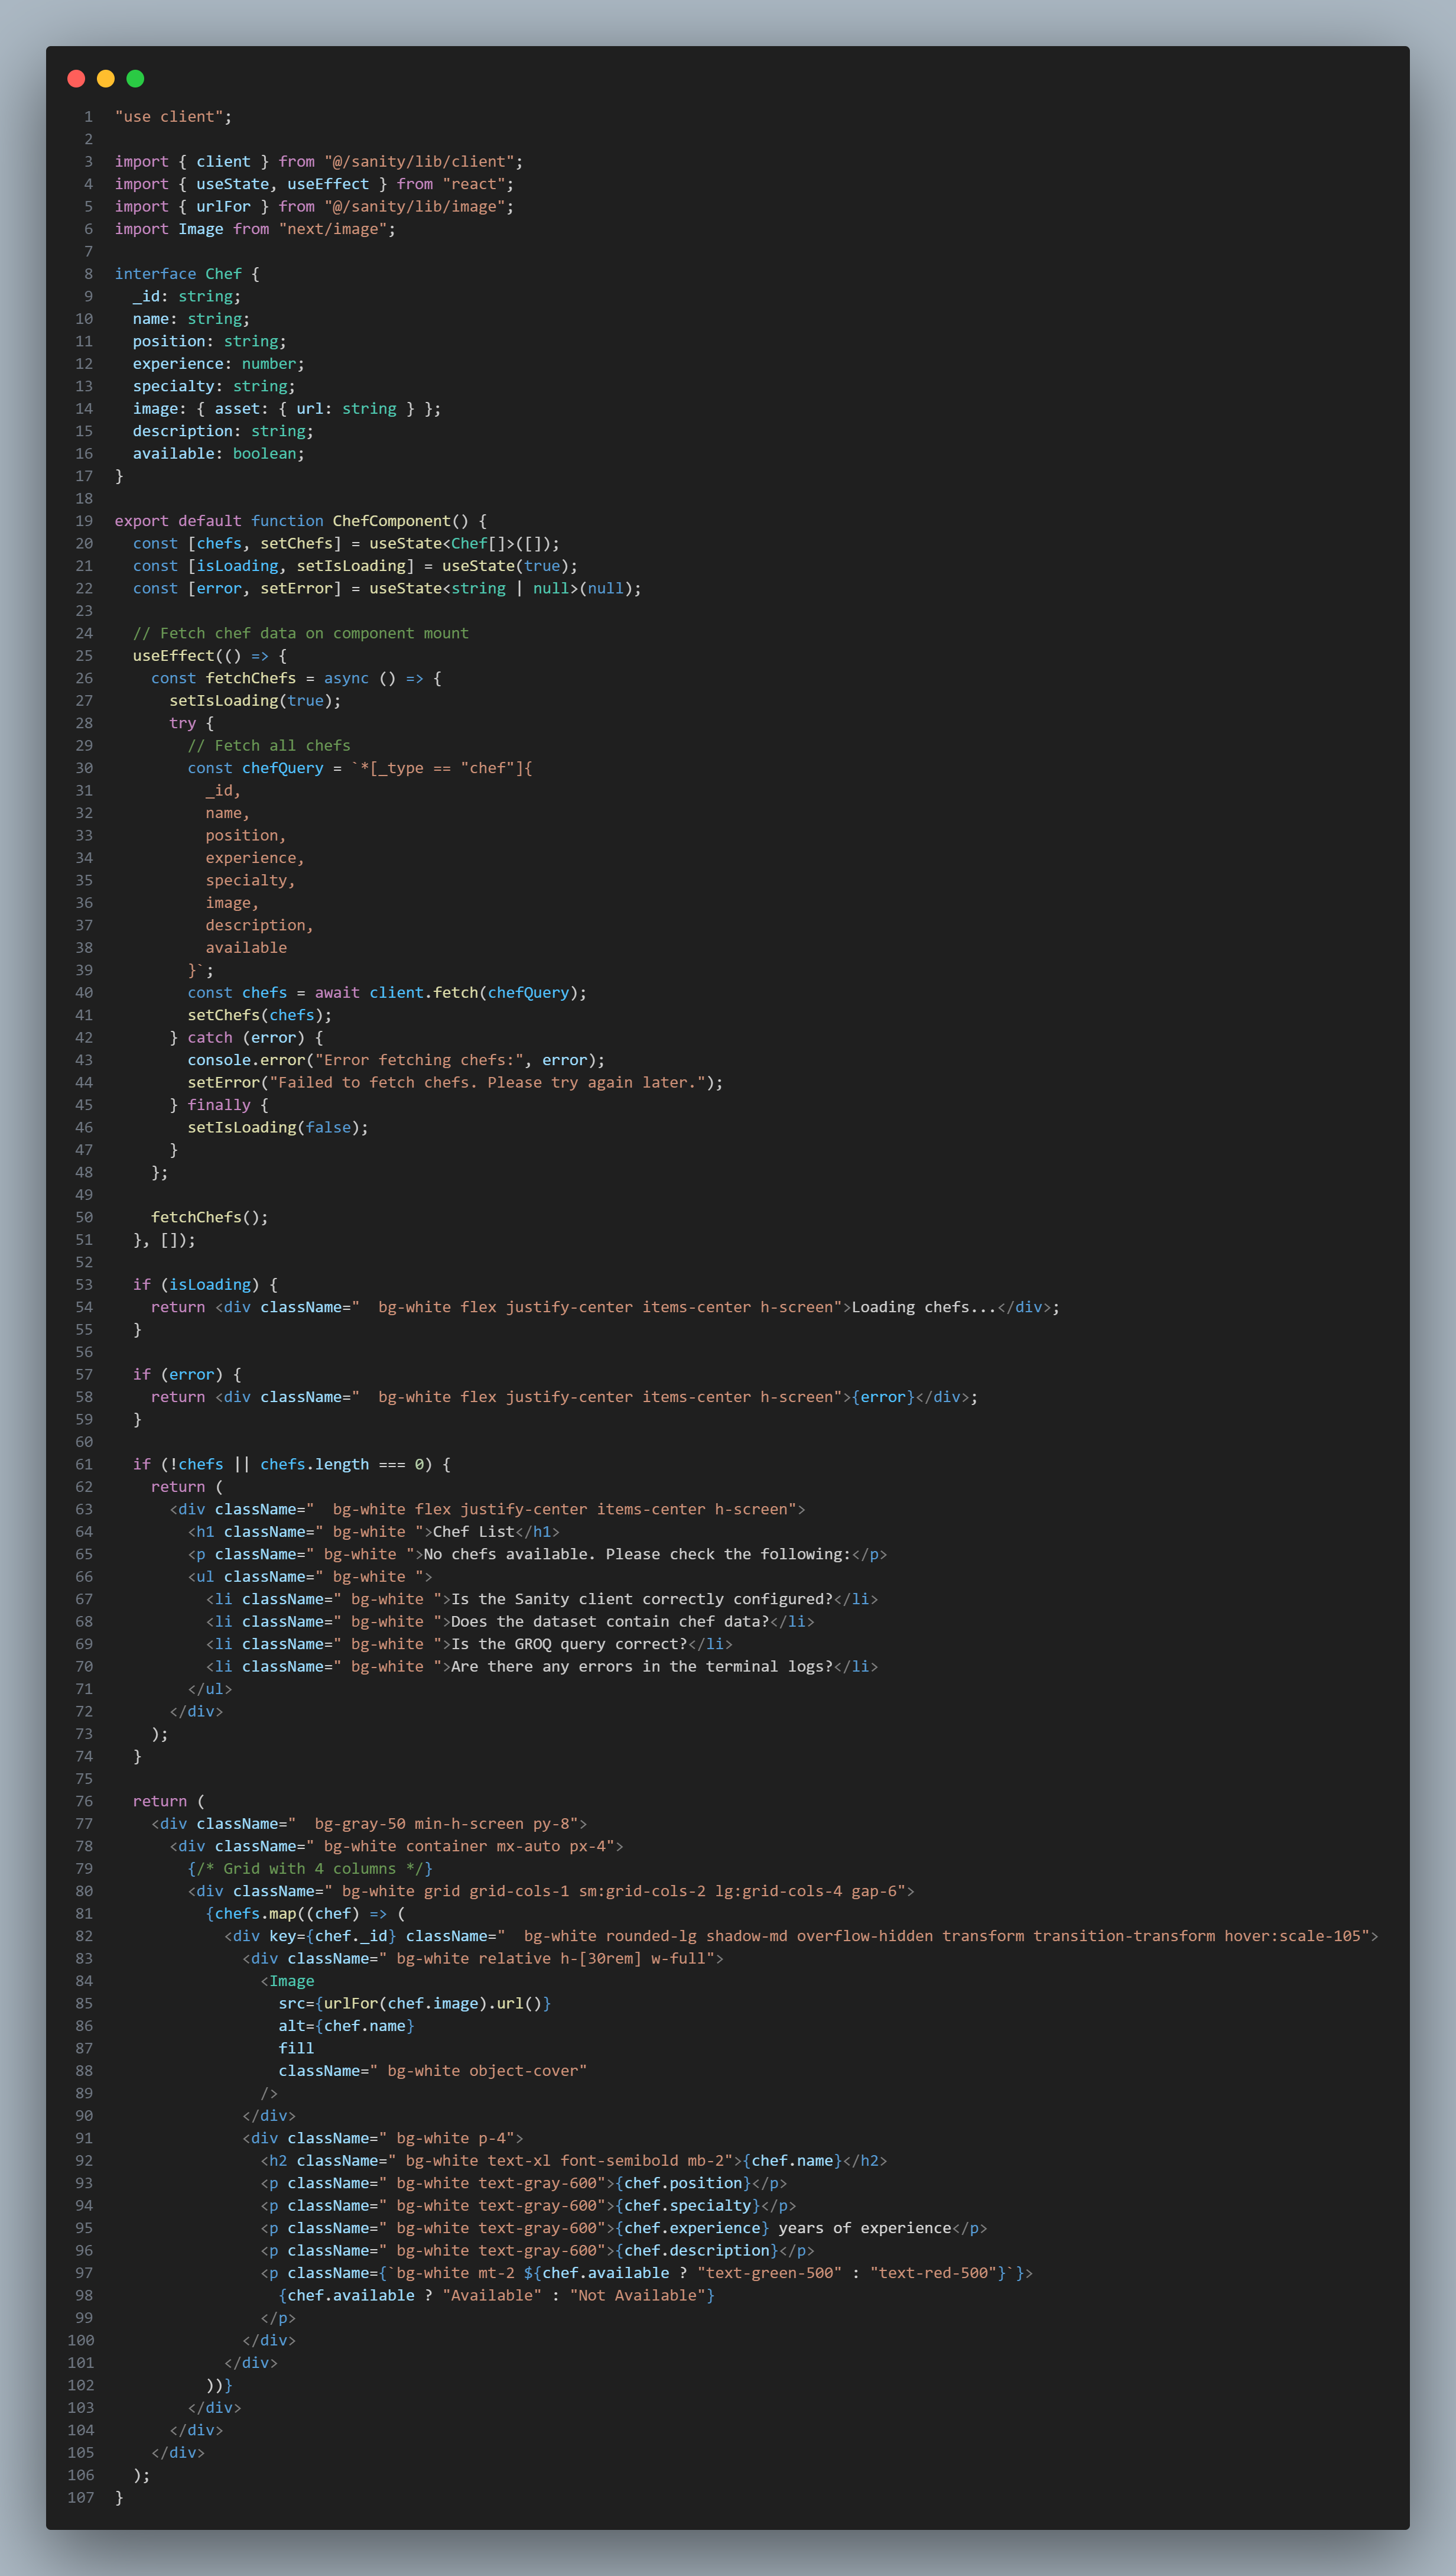 1 "use client";
2
3 import { client } from "@/sanity/lib/client";
4 import { useState, useEffect } from "react";
5 import { urlFor } from "@/sanity/lib/image";
6 import Image from "next/image";
7
8 interface Chef {
9   _id: string;
10   name: string;
11   position: string;
12   experience: number;
13   specialty: string;
14   image: { asset: { url: string } };
15   description: string;
16   available: boolean;
17 }
18
19 export default function ChefComponent() {
20   const [chefs, setChefs] = useState<Chef[]>([]);
21   const [isLoading, setIsLoading] = useState(true);
22   const [error, setError] = useState<string | null>(null);
23
24   // Fetch chef data on component mount
25   useEffect(() => {
26     const fetchChefs = async () => {
27       setIsLoading(true);
28       try {
29         // Fetch all chefs
30         const chefQuery = `*[_type == "chef"]{
31           _id,
32           name,
33           position,
34           experience,
35           specialty,
36           image,
37           description,
38           available
39         }`;
40         const chefs = await client.fetch(chefQuery);
41         setChefs(chefs);
42       } catch (error) {
43         console.error("Error fetching chefs:", error);
44         setError("Failed to fetch chefs. Please try again later.");
45       } finally {
46         setIsLoading(false);
47       }
48     };
49
50     fetchChefs();
51   }, []);
52
53   if (isLoading) {
54     return <div className="  bg-white flex justify-center items-center h-screen">Loading chefs...</div>;
55   }
56
57   if (error) {
58     return <div className="  bg-white flex justify-center items-center h-screen">{error}</div>;
59   }
60
61   if (!chefs || chefs.length === 0) {
62     return (
63       <div className="  bg-white flex justify-center items-center h-screen">
64         <h1 className=" bg-white ">Chef List</h1>
65         <p className=" bg-white ">No chefs available. Please check the following:</p>
66         <ul className=" bg-white ">
67           <li className=" bg-white ">Is the Sanity client correctly configured?</li>
68           <li className=" bg-white ">Does the dataset contain chef data?</li>
69           <li className=" bg-white ">Is the GROQ query correct?</li>
70           <li className=" bg-white ">Are there any errors in the terminal logs?</li>
71         </ul>
72       </div>
73     );
74   }
75
76   return (
77     <div className="  bg-gray-50 min-h-screen py-8">
78       <div className=" bg-white container mx-auto px-4">
79         {/* Grid with 4 columns */}
80         <div className=" bg-white grid grid-cols-1 sm:grid-cols-2 lg:grid-cols-4 gap-6">
81           {chefs.map((chef) => (
82             <div key={chef._id} className="  bg-white rounded-lg shadow-md overflow-hidden transform transition-transform hover:scale-105">
83               <div className=" bg-white relative h-[30rem] w-full">
84                 <Image
85                   src={urlFor(chef.image).url()}
86                   alt={chef.name}
87                   fill
88                   className=" bg-white object-cover"
89                 />
90               </div>
91               <div className=" bg-white p-4">
92                 <h2 className=" bg-white text-xl font-semibold mb-2">{chef.name}</h2>
93                 <p className=" bg-white text-gray-600">{chef.position}</p>
94                 <p className=" bg-white text-gray-600">{chef.specialty}</p>
95                 <p className=" bg-white text-gray-600">{chef.experience} years of experience</p>
96                 <p className=" bg-white text-gray-600">{chef.description}</p>
97                 <p className={`bg-white mt-2 ${chef.available ? "text-green-500" : "text-red-500"}`}>
98                   {chef.available ? "Available" : "Not Available"}
99                 </p>
100               </div>
101             </div>
102           ))}
103         </div>
104       </div>
105     </div>
106   );
107 }